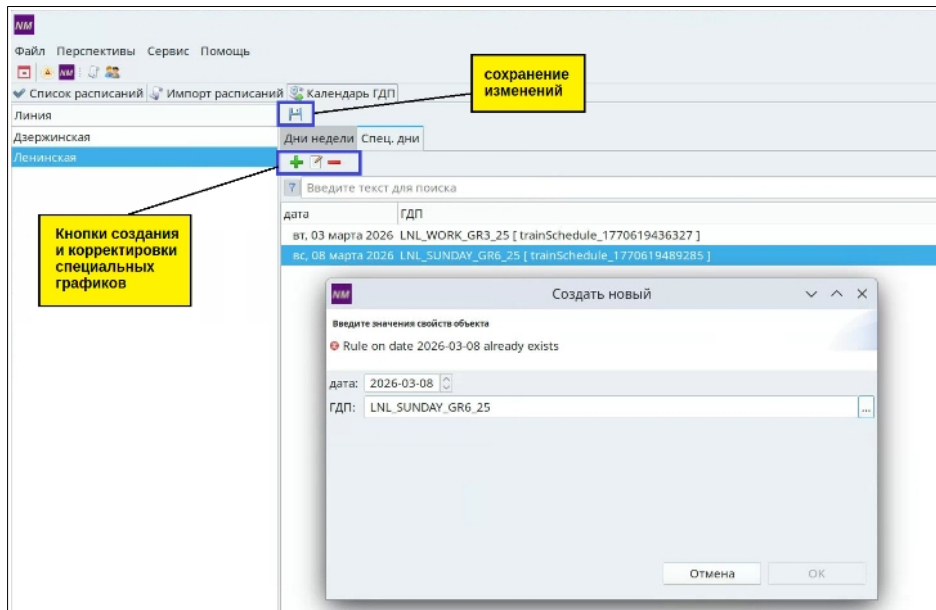 NM
Файл Перспективы Сервис Помощь
NM
Список расписаний Импорт расписаний Календарь ГДП
сохранение
изменений
Линия
Дзержинская
Ленинская
Дни недели Спец. дни
? Введите текст для поиска
дата ГДП
вт, 03 марта 2026 LNL_WORK_GR3_25 [ trainSchedule_1770619436327 ]
вс, 08 марта 2026 LNL_SUNDAY_GR6_25 [ trainSchedule_1770619489285 ]
Кнопки создания
и корректировки
специальных
графиков
NM Создать новый
Введите значения свойств объекта
Rule on date 2026-03-08 already exists
дата: 2026-03-08
ГДП: LNL_SUNDAY_GR6_25 ...
Отмена OK